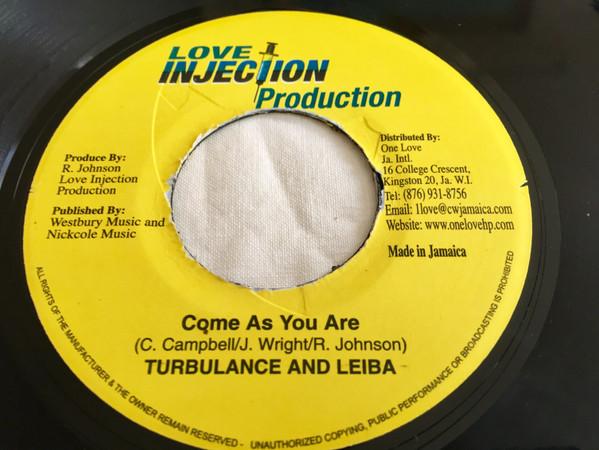 LOVE
INJECTION
Production
Produce By:
R. Johnson
Love Injection
Production
Published By:
Westbury Music and
Nickcole Music
Distributed By:
One Love
Ja. Intl.
16 College Crescent,
Kingston 20, Ja. W.I.
Tel: (876) 931-8756
Email: 1love@cwjamaica.com
Website: www.onelovehp.com
Made in Jamaica
Come As You Are
(C. Campbell/J. Wright/R. Johnson)
TURBULANCE AND LEIBA
ALL RIGHTS OF THE MANUFACTURER & THE OWNER REMAIN RESERVED - UNAUTHORIZED COPYING, PUBLIC PERFORMANCE OR BROADCASTING IS PROHIBITED